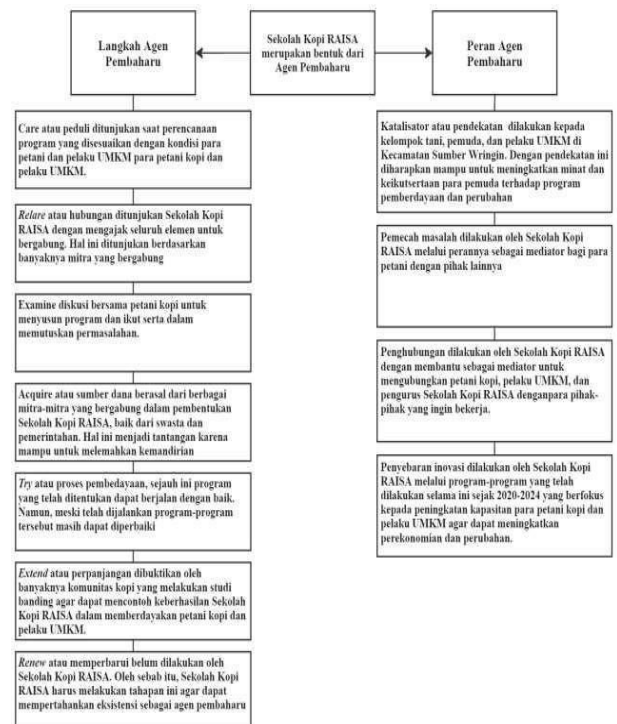 Langkah Agen
Pembaharu
Sekolah Kopi RAISA
merupakan bentuk dari
Agen Pembaharu
Peran Agen
Pembaharu
Care atau peduli ditunjukan saat perencanaan
program yang disesuaikan dengan kondisi para
petani dan pelaku UMKM para petani kopi dan
pelaku UMKM.
Relare atau hubungan ditunjukan Sekolah Kopi
RAISA dengan mengajak seluruh elemen untuk
bergabung. Hal ini ditunjukan berdasarkan
banyaknya mitra yang bergabung
Examine diskusi bersama petani kopi untuk
menyusun program dan ikut serta dalam
memutuskan permasalahan.
Acquire atau sumber dana berasal dari berbagai
mitra-mitra yang bergabung dalam pembentukan
Sekolah Kopi RAISA, baik dari swasta dan
pemerintahan. Hal ini menjadi tantangan karena
mampu untuk melemahkan kemandirian
Try atau proses pembedayaan, sejauh ini program
yang telah ditentukan dapat berjalan dengan baik.
Namun, meski telah dijalankan program-program
tersebut masih dapat diperbaiki
Extend atau perpanjangan dibuktikan oleh
banyaknya komunitas kopi yang melakukan studi
banding agar dapat mencontoh keberhasilan Sekolah
Kopi RAISA dalam memberdayakan petani kopi dan
pelaku UMKM.
Renew atau memperbarui belum dilakukan oleh
Sekolah Kopi RAISA. Oleh sebab itu, Sekolah Kopi
RAISA harus melakukan tahapan ini agar dapat
mempertahankan eksistensi sebagai agen pembaharu
Katalisator atau pendekatan dilakukan kepada
kelompok tani, pemuda, dan pelaku UMKM di
Kecamatan Sumber Wringin. Dengan pendekatan ini
diharapkan mampu untuk meningkatkan minat dan
keikutsertaan para pemuda terhadap program
pemberdayaan dan perubahan
Pemecah masalah dilakukan oleh Sekolah Kopi
RAISA melalui perannya sebagai mediator bagi para
petani dengan pihak lainnya
Penghubungan dilakukan oleh Sekolah Kopi RAISA
dengan membantu sebagai mediator untuk
mengubungkan petani kopi, pelaku UMKM, dan
pengurus Sekolah Kopi RAISA denganpara pihak-
pihak yang ingin bekerja.
Penyebaran inovasi dilakukan oleh Sekolah Kopi
RAISA melalui program-program yang telah
dilakukan selama ini sejak 2020-2024 yang berfokus
kepada peningkatan kapasitan para petani kopi dan
pelaku UMKM agar dapat meningkatkan
perekonomian dan perubahan.